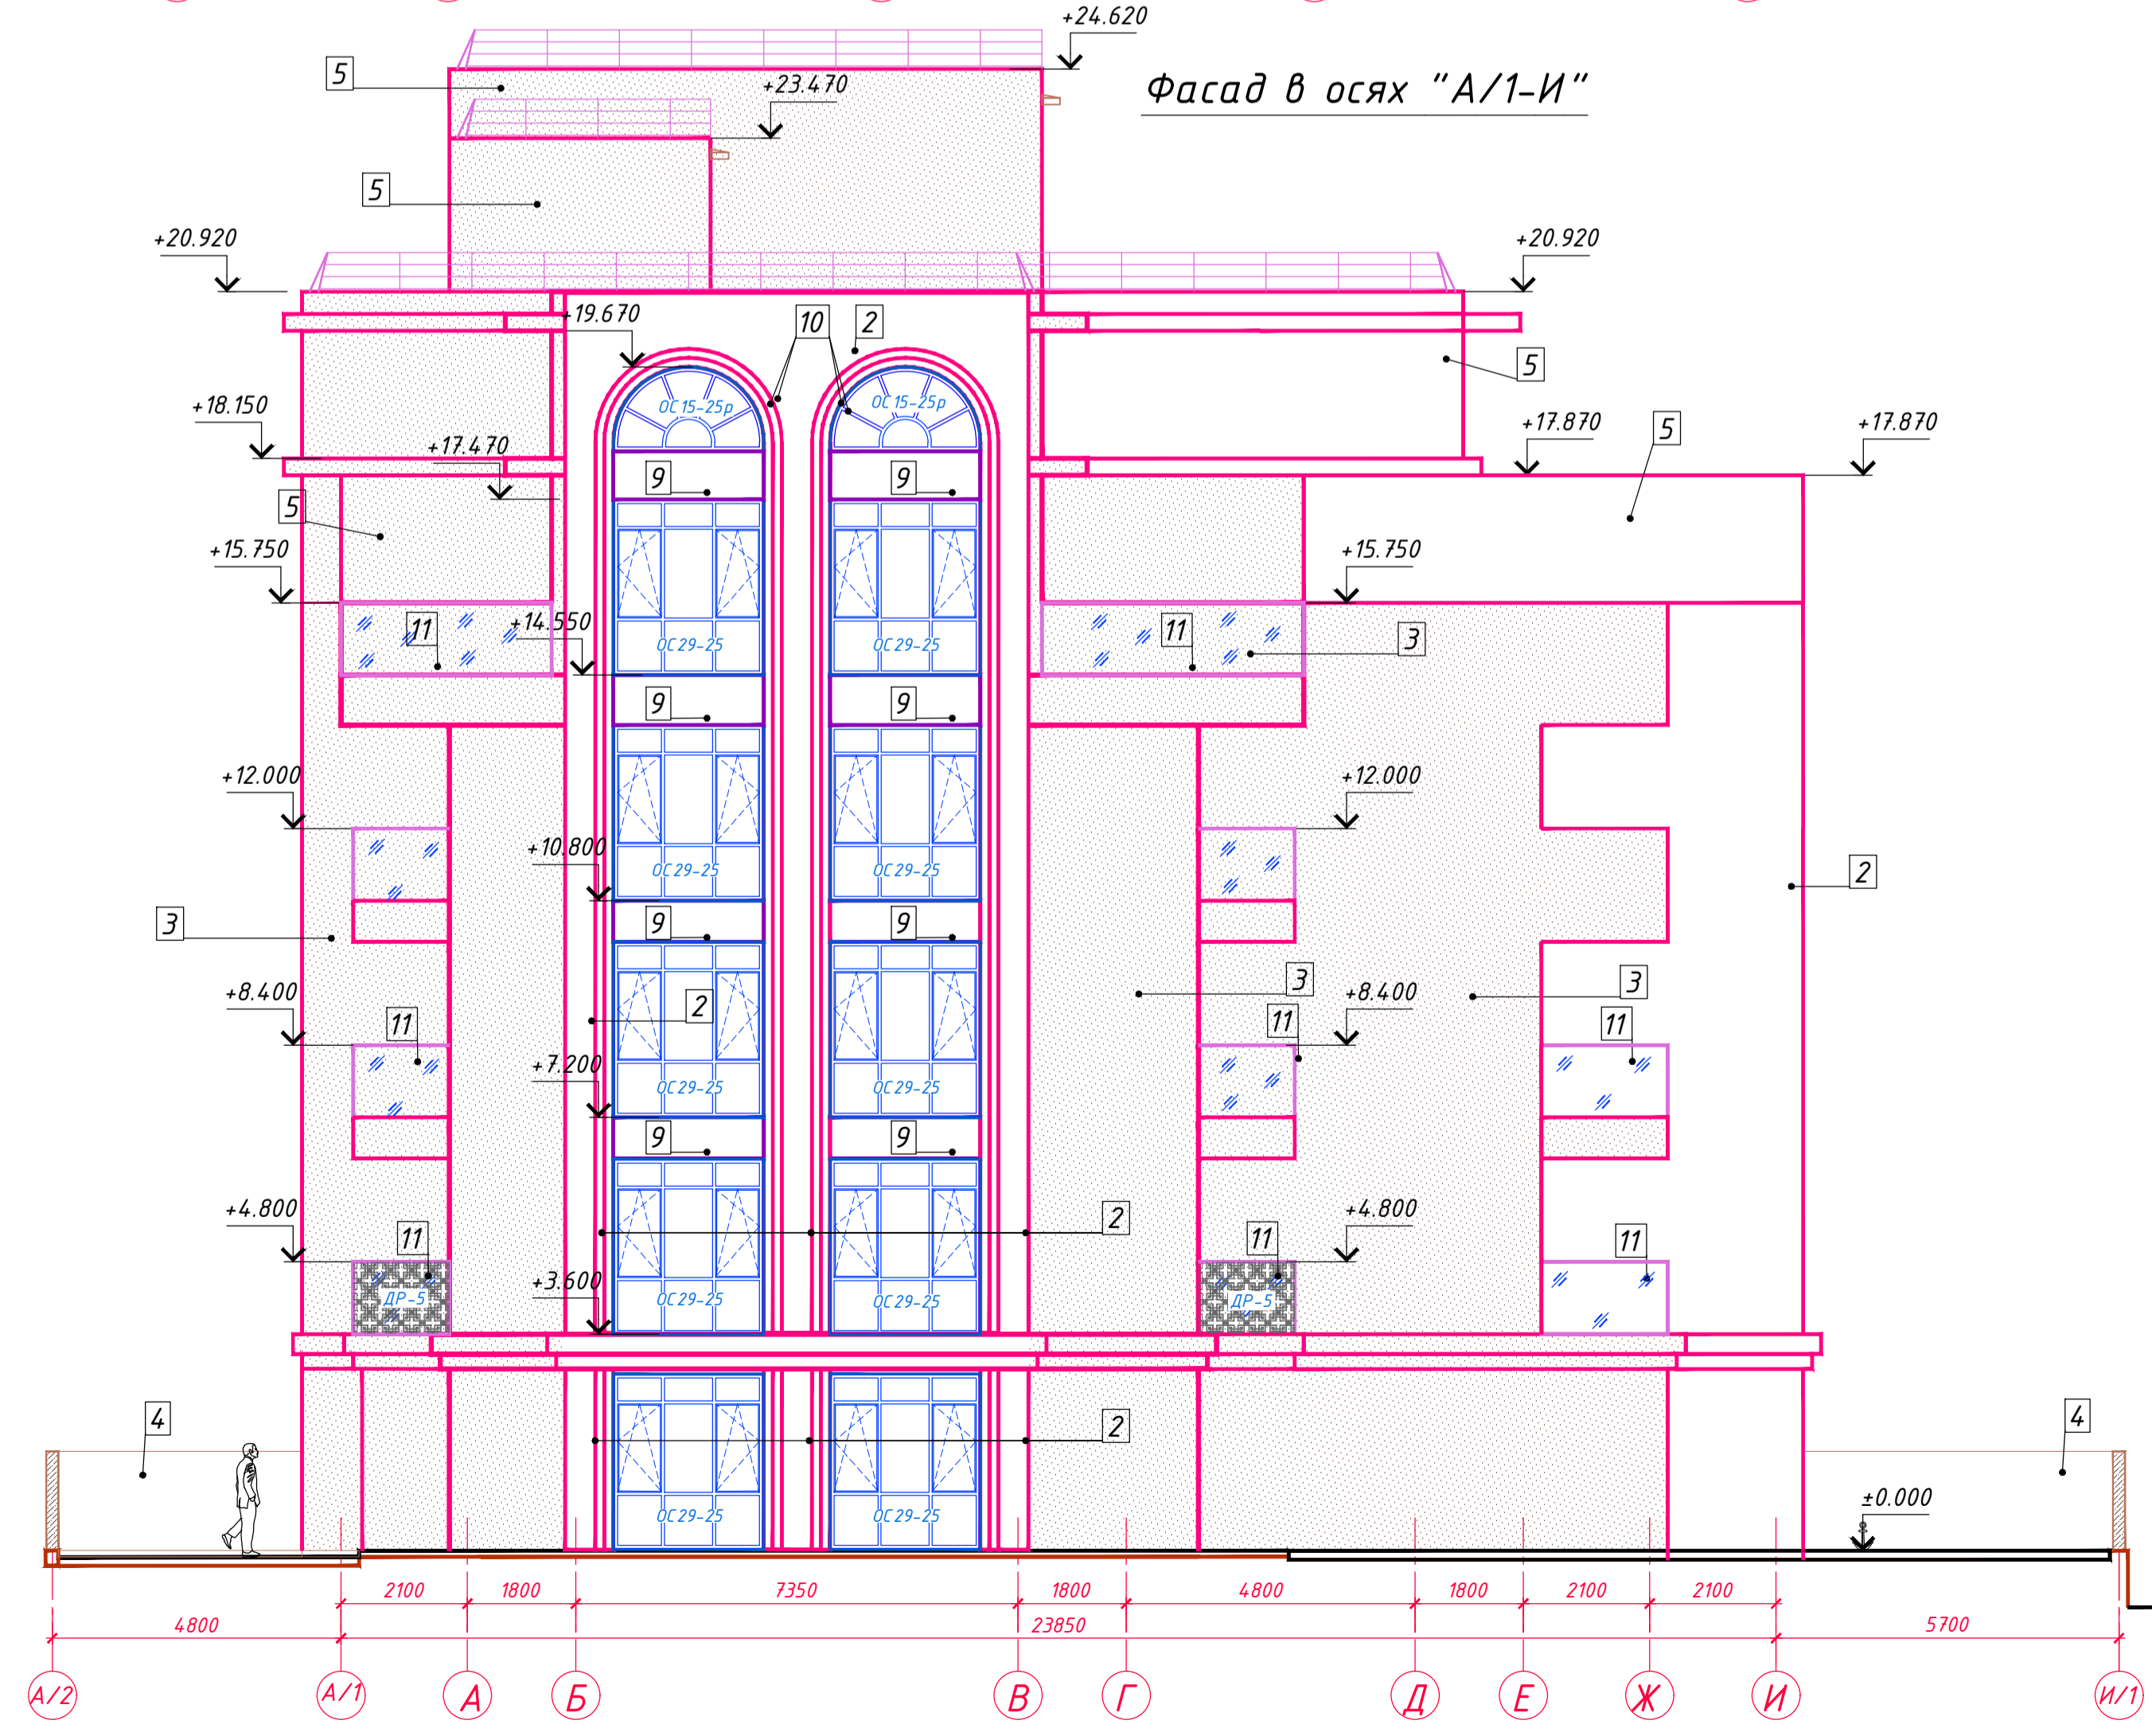 +24.620
Фасад в осях "А/1-И"
5
+23.470
5
+20.920
+20.920
+19.670
10
2
5
ОС15-25р
ОС15-25р
+18.150
+17.470
+17.870
5
+17.870
9
9
5
+15.750
+15.750
11
+14.550
11
3
ОС29-25
ОС29-25
9
9
+12.000
+12.000
+10.800
ОС29-25
ОС29-25
2
3
9
9
3
3
+8.400
2
+8.400
11
11
11
+7.200
ОС29-25
ОС29-25
9
9
+4.800
2
+4.800
11
11
11
+3.600
ДР-5
ОС29-25
ОС29-25
ДР-5
4
2
4
±0.000
ОС29-25
ОС29-25
2100
1800
7350
1800
4800
1800
2100
2100
4800
23850
5700
А/2
А/1
А
Б
В
Г
Д
Е
Ж
И
И/1